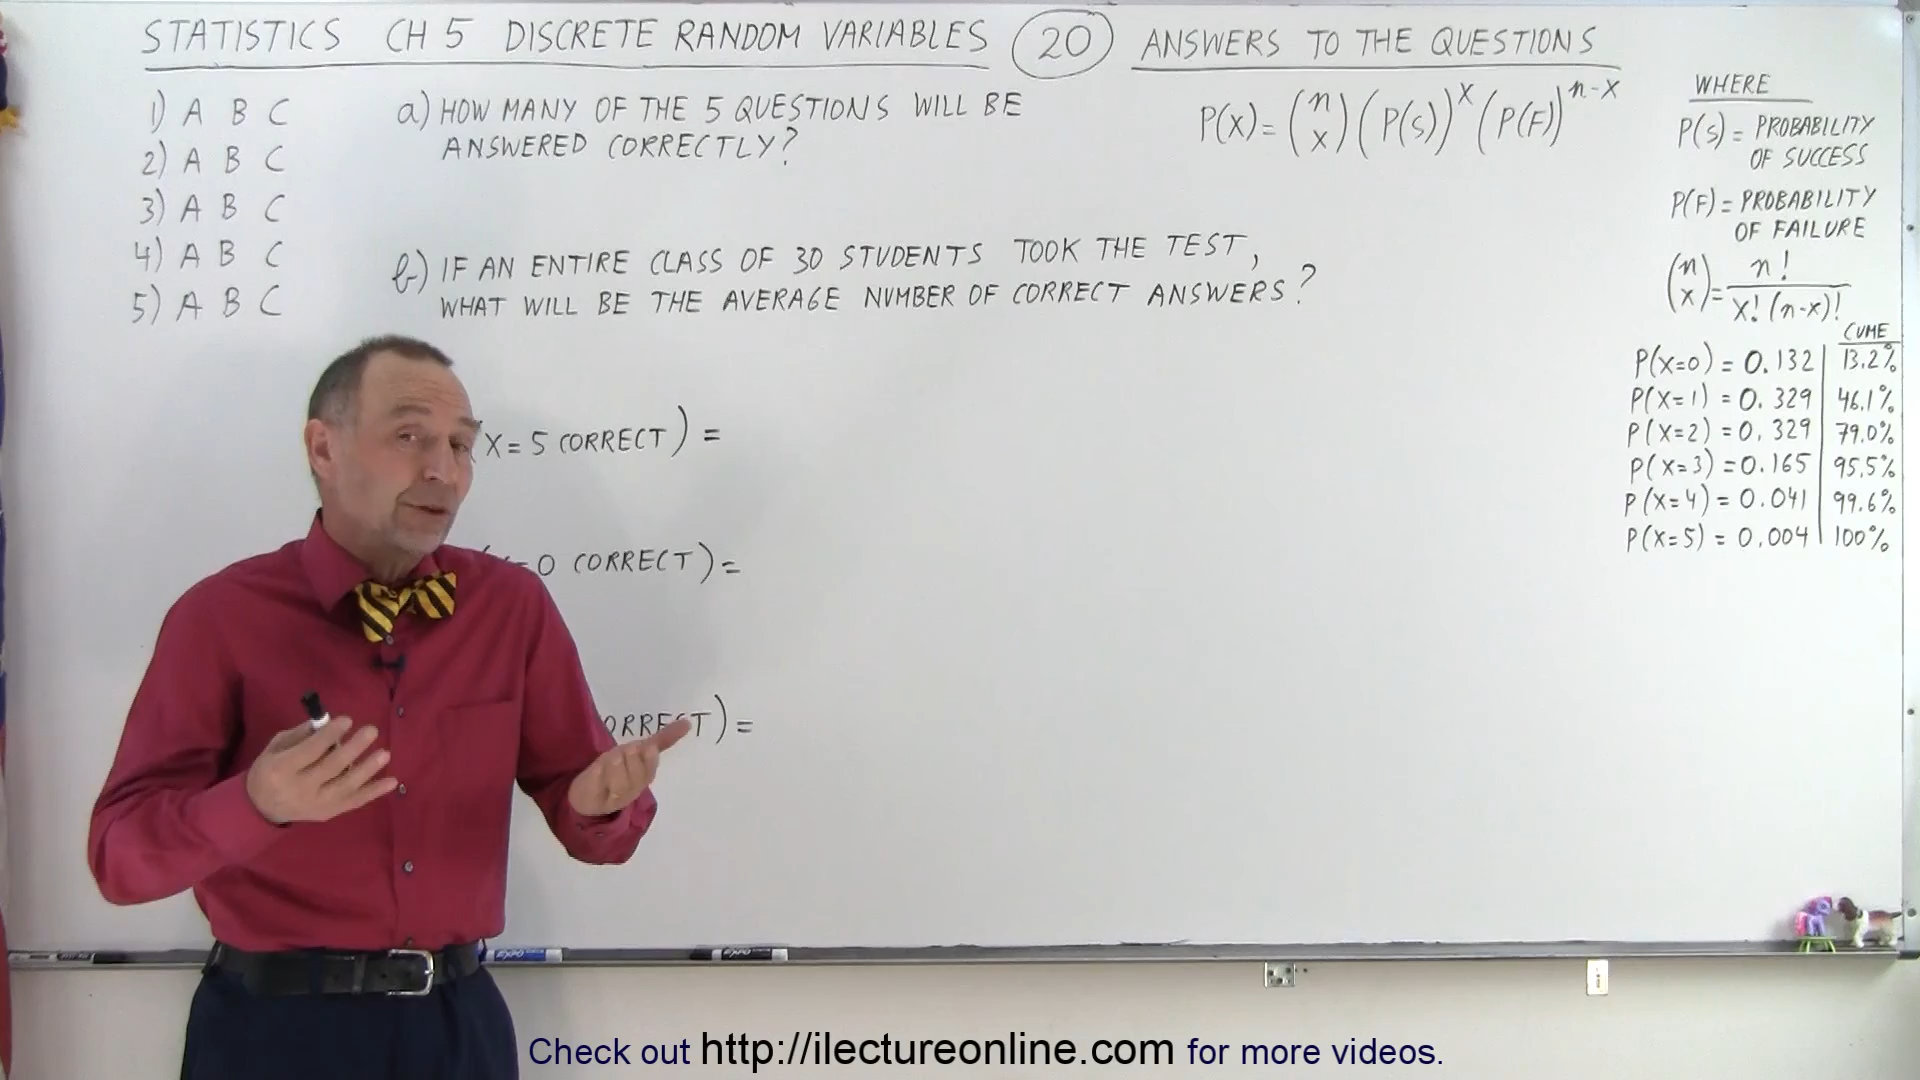 STATISTICS CH 5 DISCRETE RANDOM VARIABLES 20 ANSWERS TO THE QUESTIONS
1) A B C
2) A B C
3) A B C
4) A B C
5) A B C
a) HOW MANY OF THE 5 QUESTIONS WILL BE
ANSWERED CORRECTLY?
b) IF AN ENTIRE CLASS OF 30 STUDENTS TOOK THE TEST,
WHAT WILL BE THE AVERAGE NUMBER OF CORRECT ANSWERS?
P(X) = (n x) (P(S))^x (P(F))^n-x
(X = 5 CORRECT) =
=0 CORRECT) =
ORRECT) =
WHERE
P(S) = PROBABILITY
OF SUCCESS
P(F) = PROBABILITY
OF FAILURE
(n x) = n! / x! (n-x)!
CUME
P(X=0) = 0.132 | 13.2%
P(X=1) = 0.329 | 46.1%
P(X=2) = 0.329 | 79.0%
P(X=3) = 0.165 | 95.5%
P(X=4) = 0.041 | 99.6%
P(X=5) = 0.004 | 100%
Check out http://ilectureonline.com for more videos.